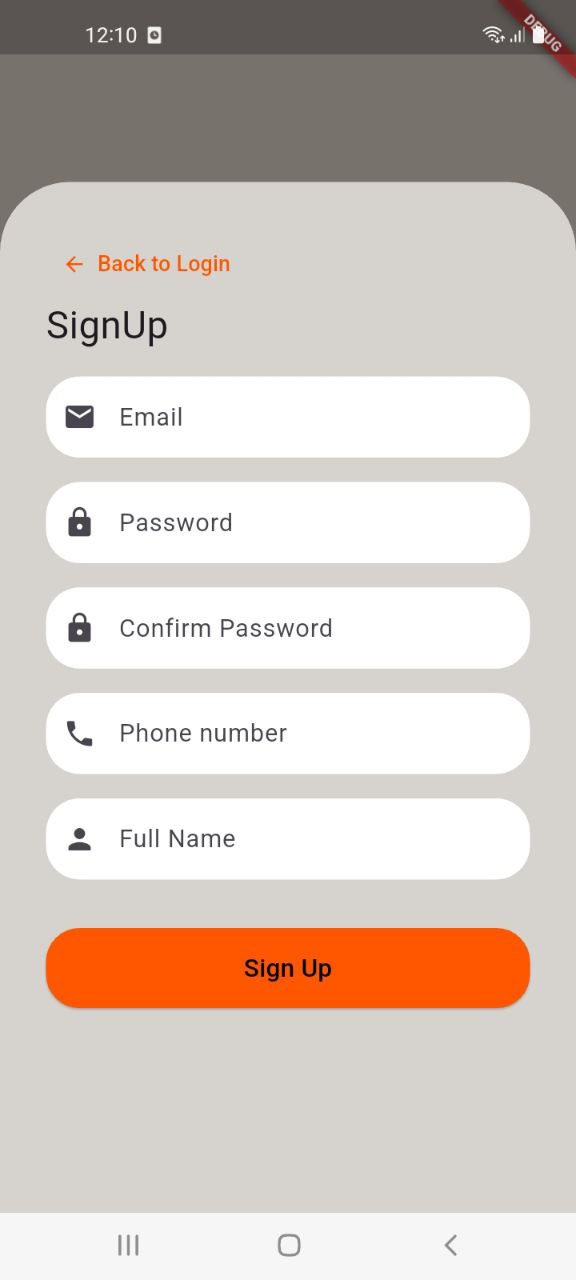 12:10
DEBUG
Back to Login
SignUp
Email
Password
Confirm Password
Phone number
Full Name
Sign Up